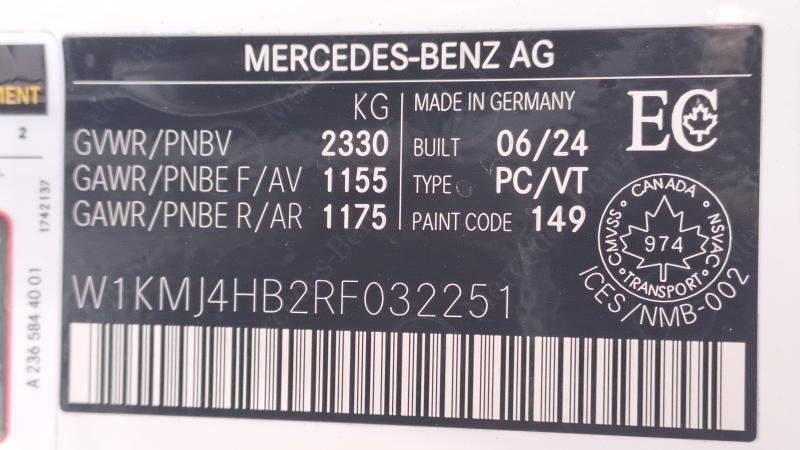 MENT
2
1742137
A 236 584 40 01
MERCEDES-BENZ AG
KG
GVWR/PNBV 2330
GAWR/PNBE F/AV 1155
GAWR/PNBE R/AR 1175
MADE IN GERMANY
BUILT 06/24
TYPE PC/VT
PAINT CODE 149
EC
CANADA
CMVSS 974 NSVAC
TRANSPORT
ICES/NMB-002
W1KMJ4HB2RF032251